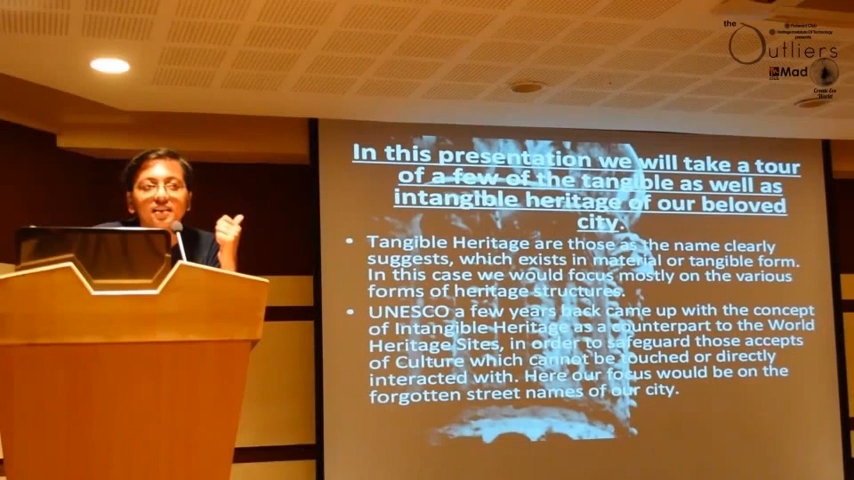 the
Outliers
presents
Mad
In this presentation we will take a tour
of a few of the tangible as well as
intangible heritage of our beloved
city.
• Tangible Heritage are those as the name clearly
suggests, which exists in material or tangible form.
In this case we would focus mostly on the various
forms of heritage structures.
• UNESCO a few years back came up with the concept
of Intangible Heritage as a counterpart to the World
Heritage Sites, in order to safeguard those accepts
of Culture which cannot be touched or directly
interacted with. Here our focus would be on the
forgotten street names of our city.